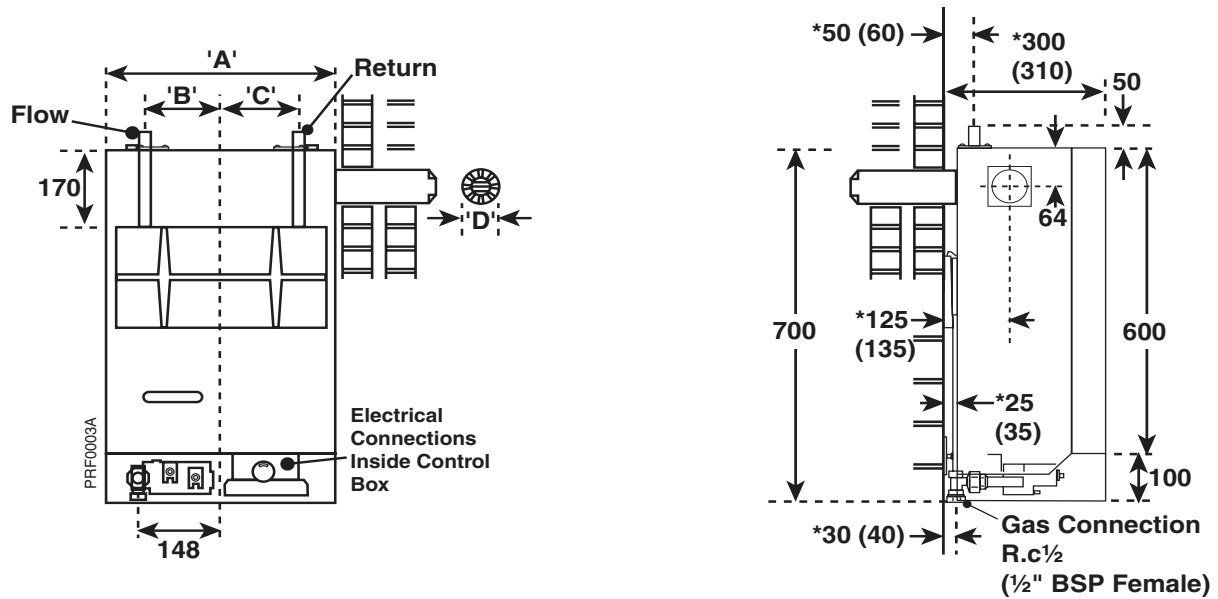 'A'
'B'
'C'
Return
Flow
170
'D'
Electrical
Connections
Inside Control
Box
PRF0003A
148
*50 (60)
*300
(310)
50
64
700
*125
(135)
600
*25
(35)
100
*30 (40)
Gas Connection
R.c½
(½" BSP Female)